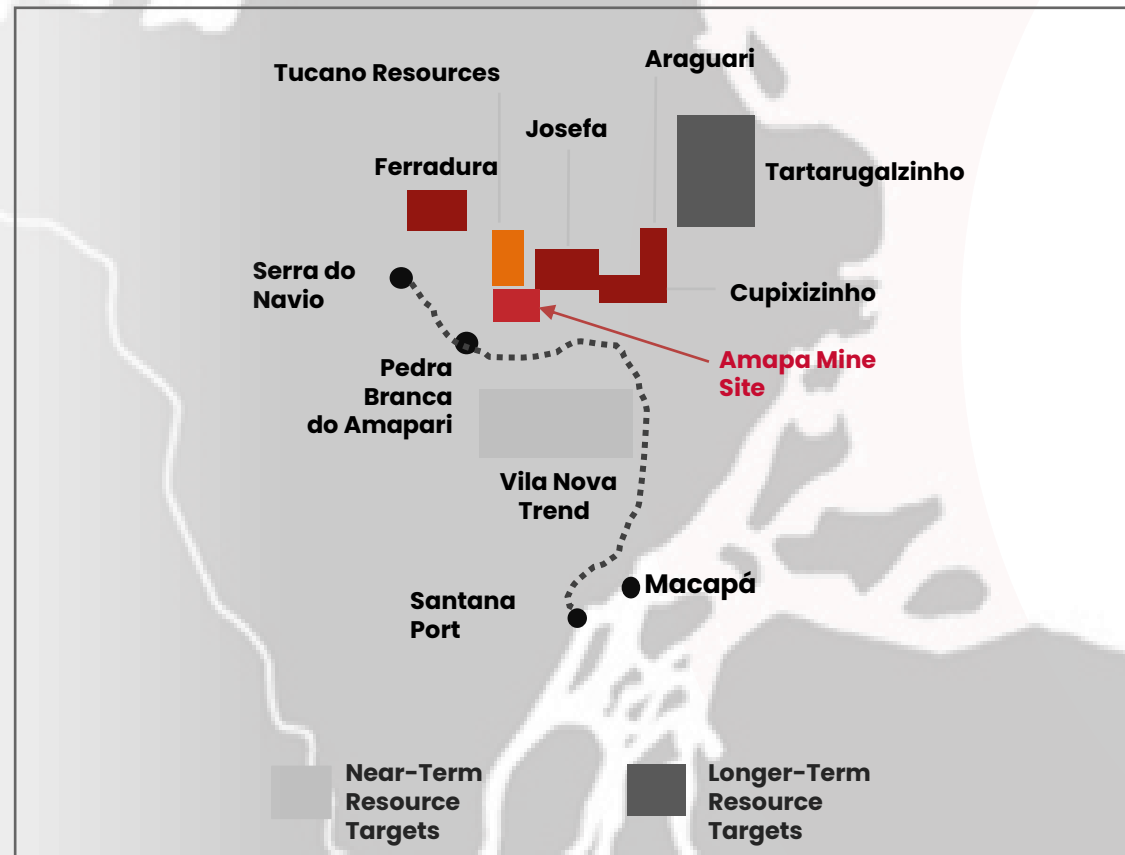 Araguari
Tucano Resources
Josefa
Ferradura
Tartarugalzinho
Serra do
Navio
Cupixizinho
Amapa Mine
Site
Pedra
Branca
do Amapari
Vila Nova
Trend
Macapá
Santana
Port
Near-Term
Resource
Targets
Longer-Term
Resource
Targets